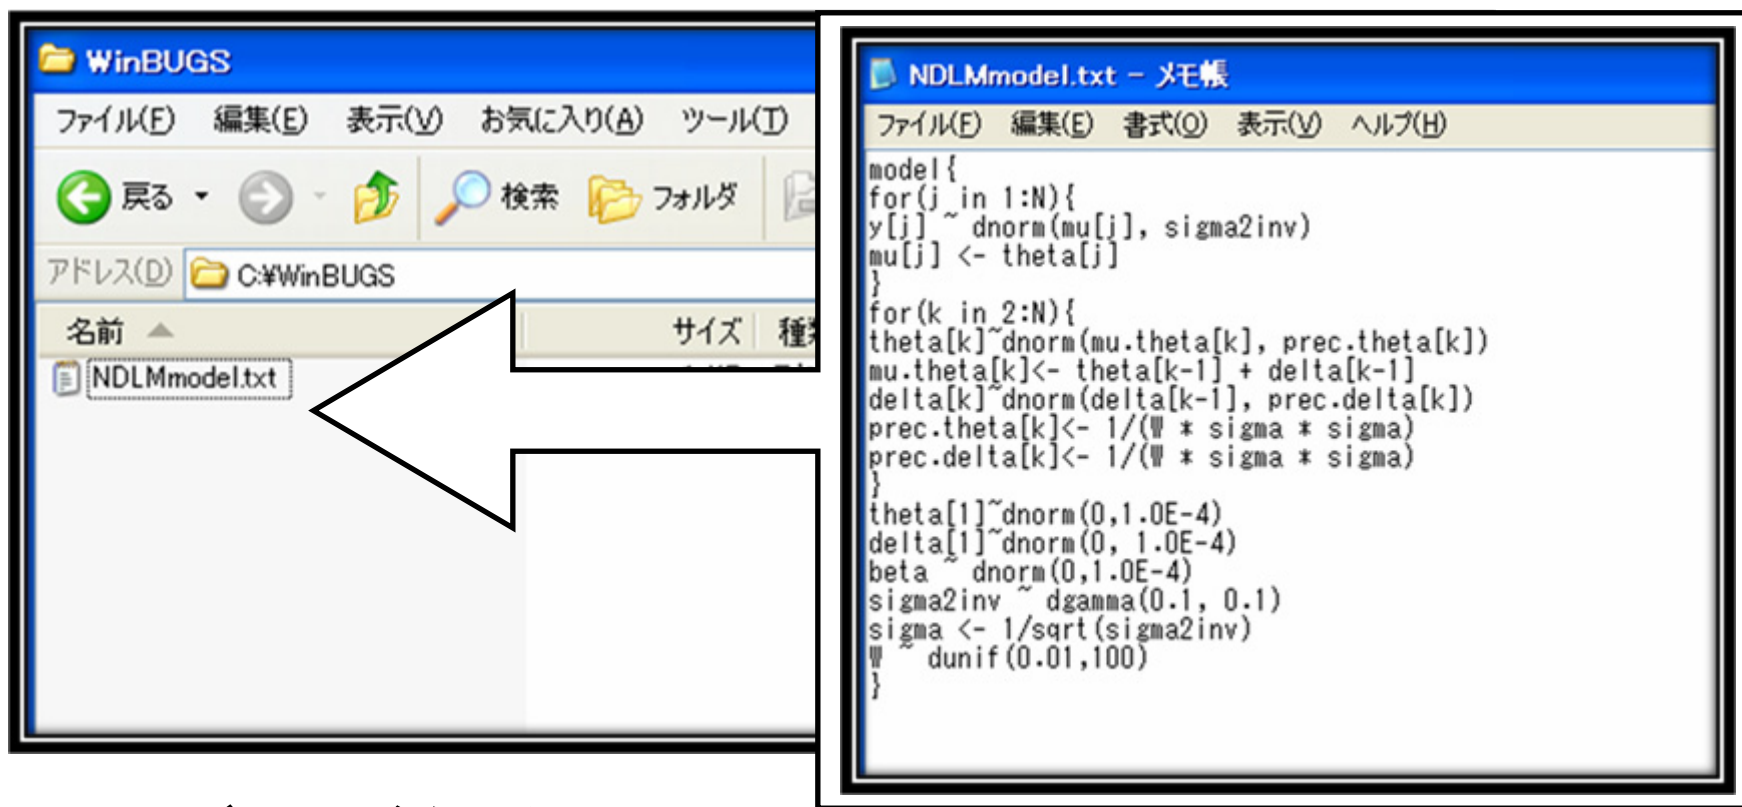 WinBUGS
ファイル(F) 編集(E) 表示(V) お気に入り(A) ツール(T)
戻る 検索 フォルダ
アドレス(D) C:¥WinBUGS
名前 サイズ
NDLMmodel.txt
NDLMmodel.txt - メモ帳
ファイル(F) 編集(E) 書式(O) 表示(V) ヘルプ(H)
model{
for(j in 1:N){
y[j] ~ dnorm(mu[j], sigma2inv)
mu[j] <- theta[j]
}
for(k in 2:N){
theta[k]~dnorm(mu.theta[k], prec.theta[k])
mu.theta[k]<- theta[k-1] + delta[k-1]
delta[k]~dnorm(delta[k-1], prec.delta[k])
prec.theta[k]<- 1/(W * sigma * sigma)
prec.delta[k]<- 1/(W * sigma * sigma)
}
theta[1]~dnorm(0,1.0E-4)
delta[1]~dnorm(0, 1.0E-4)
beta ~ dnorm(0,1.0E-4)
sigma2inv ~ dgamma(0.1, 0.1)
sigma <- 1/sqrt(sigma2inv)
W ~ dunif(0.01,100)
}